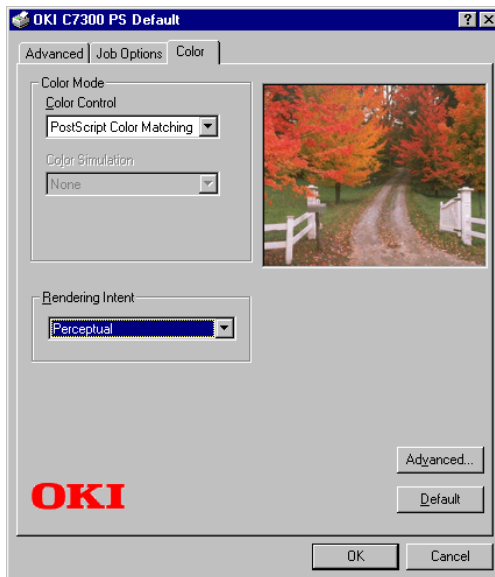 OKI C7300 PS Default
Advanced Job Options Color
Color Mode
Color Control
PostScript Color Matching
Color Simulation
None
Rendering Intent
Perceptual
Advanced...
OKI
Default
OK Cancel